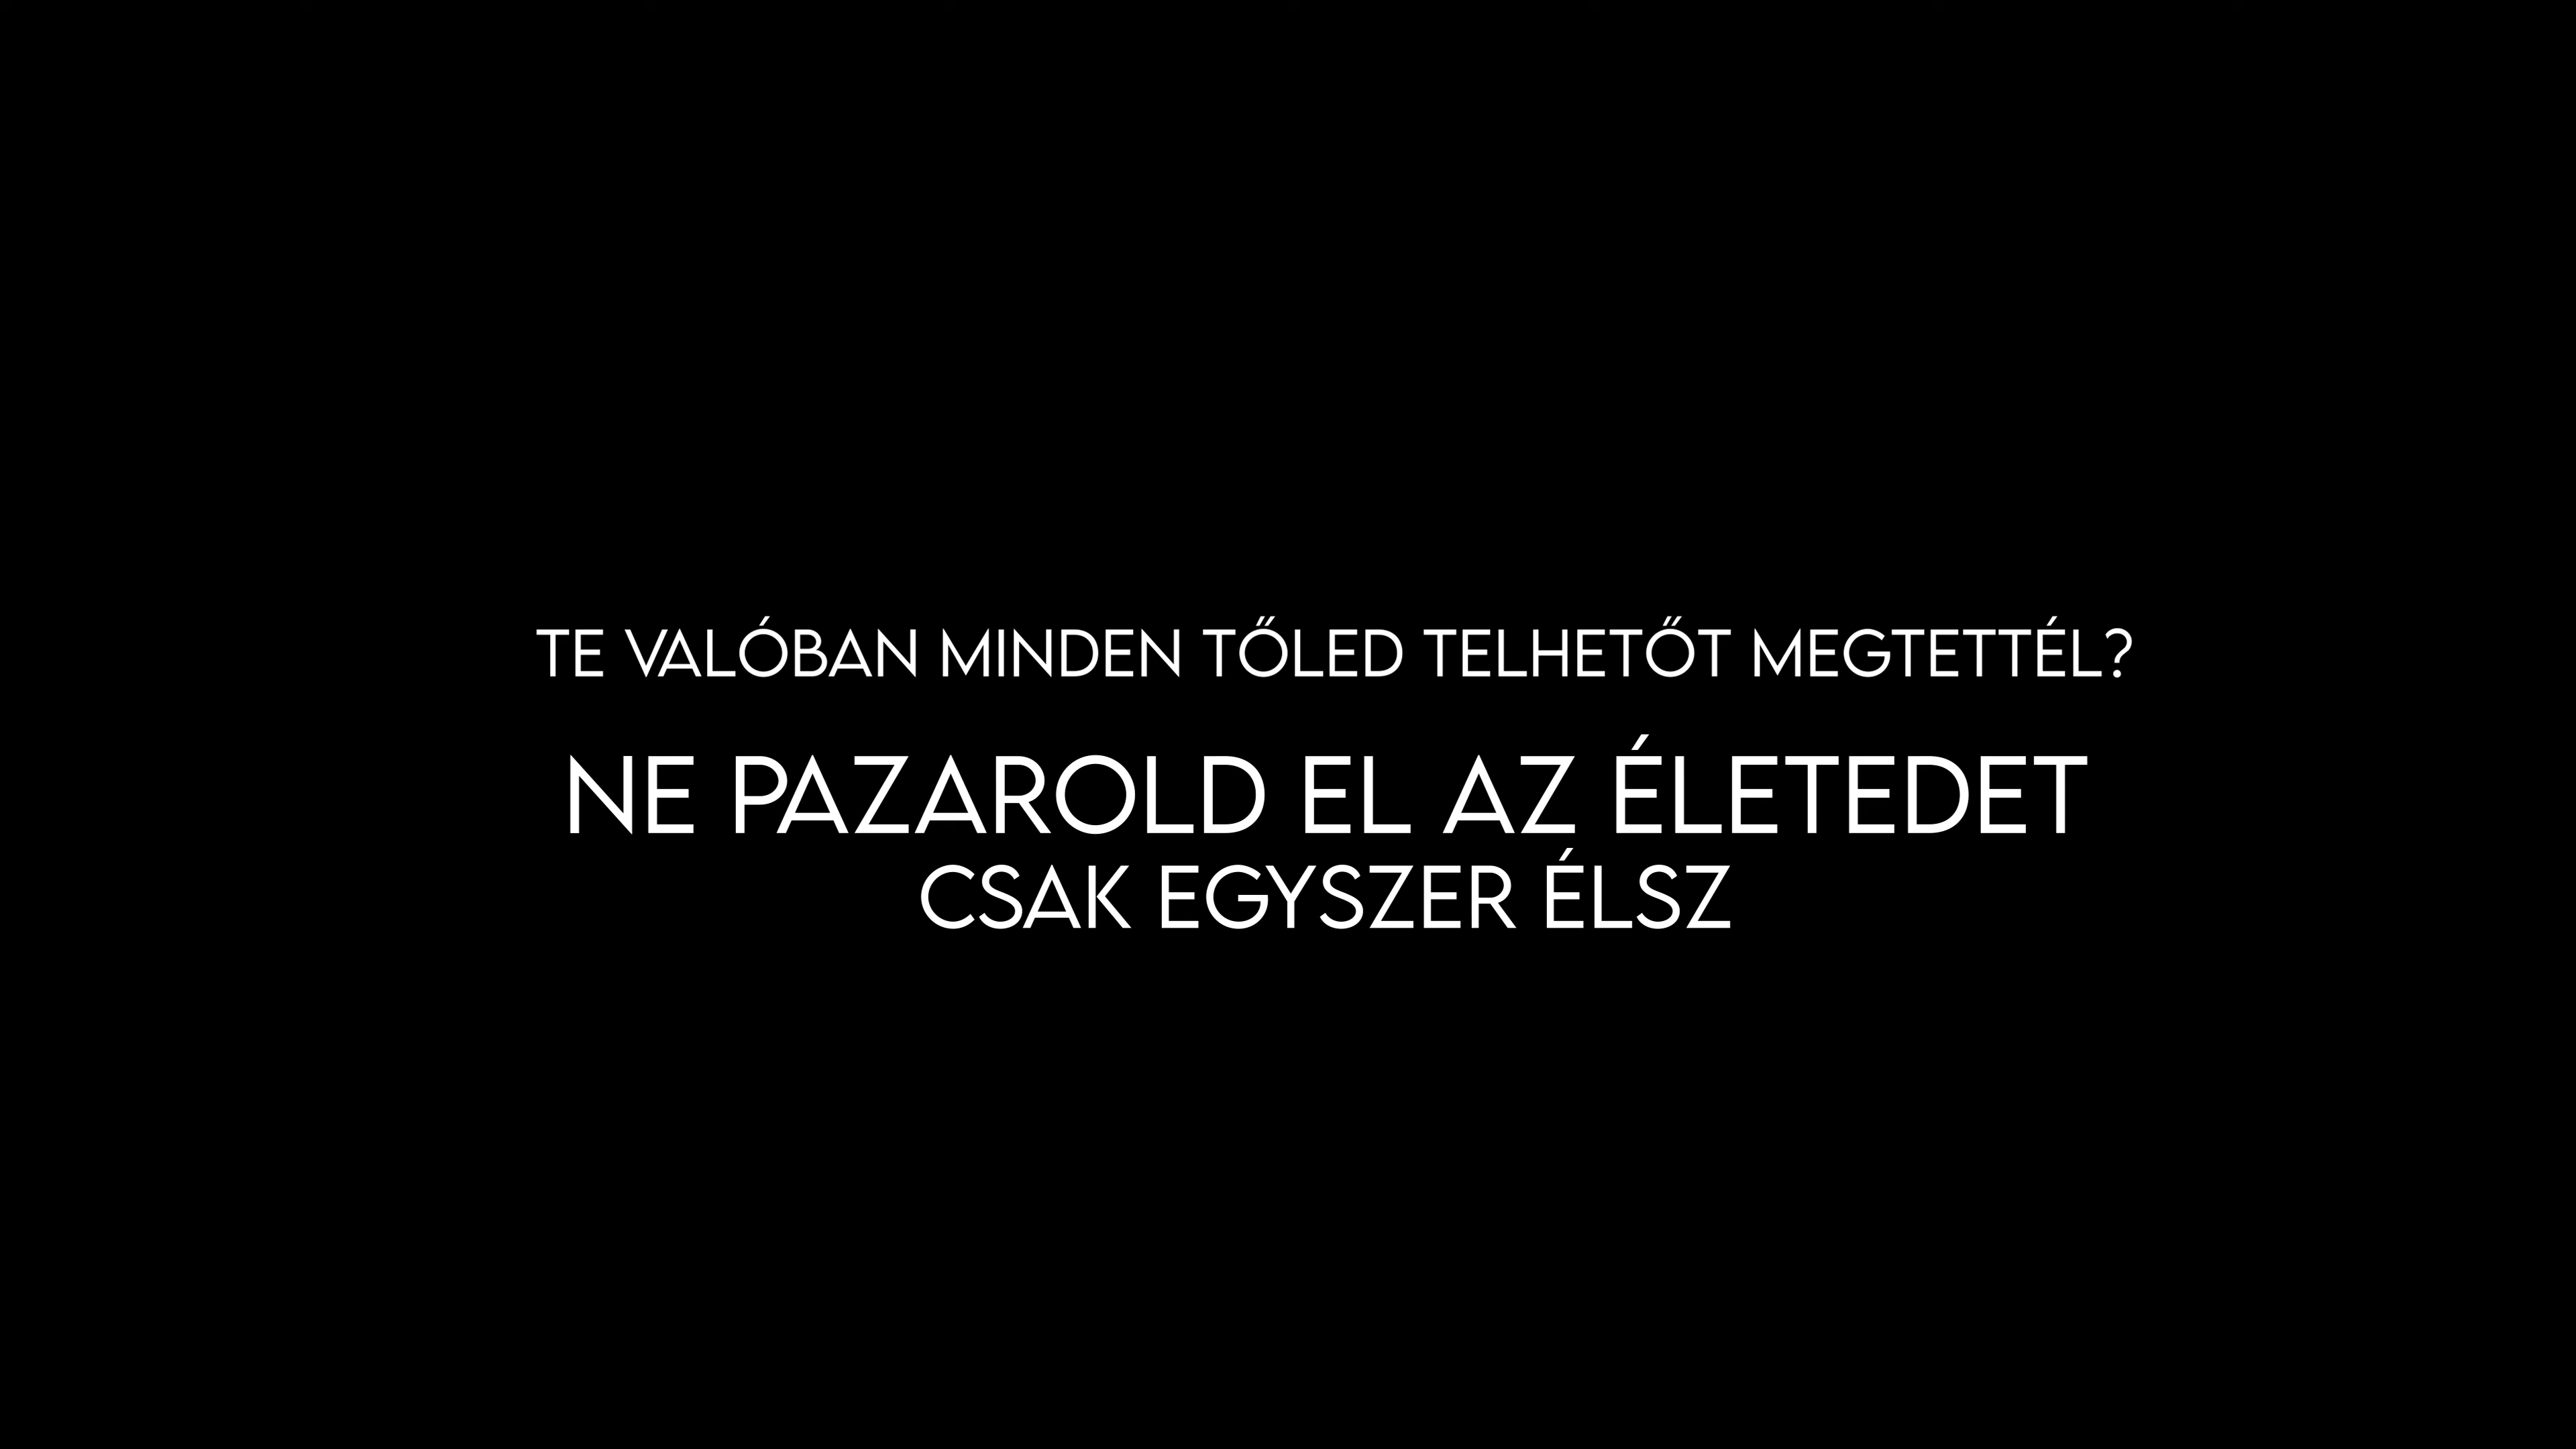 TE VALÓBAN MINDEN TŐLED TELHETŐT MEGTETTÉL?
NE PAZAROLD EL AZ ÉLETEDET
CSAK EGYSZER ÉLSZ